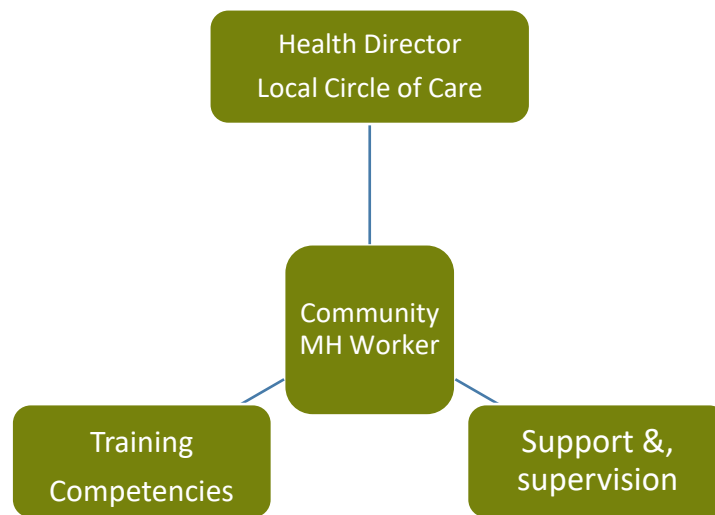 Health Director
Local Circle of Care
Community
MH Worker
Training
Competencies
Support &,
supervision